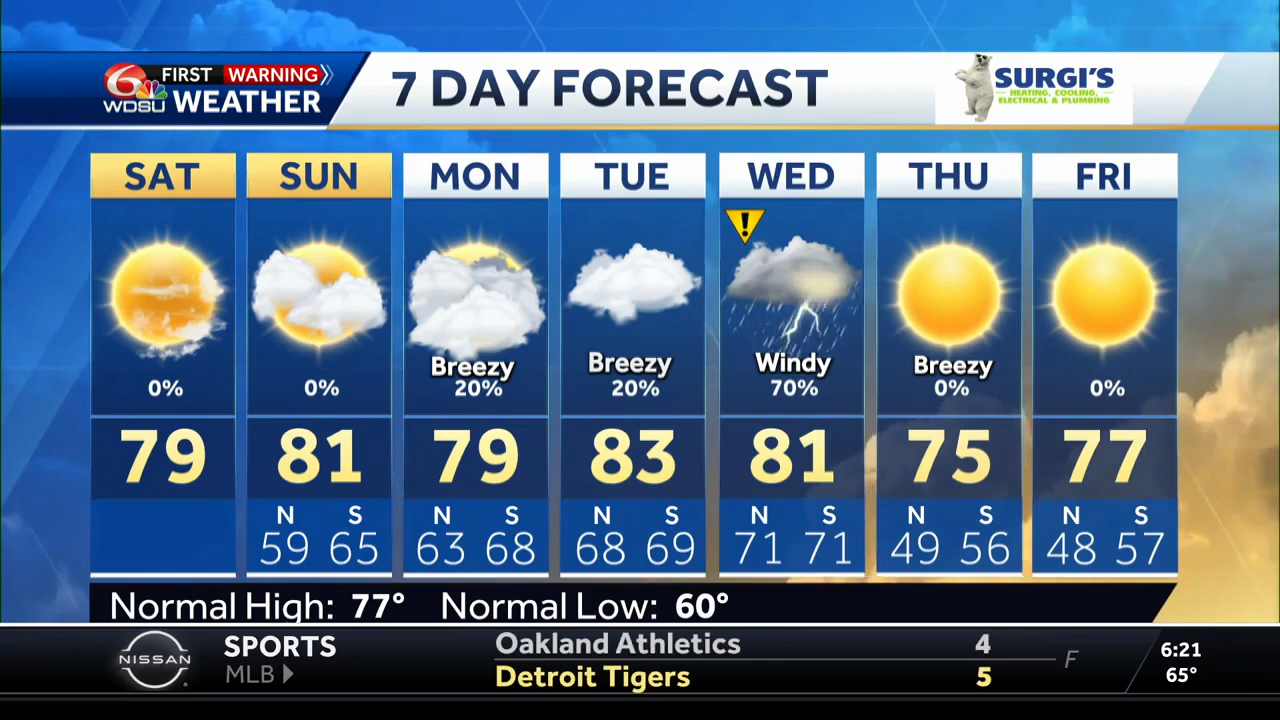 6
WDSU
FIRST WARNING
WEATHER
7 DAY FORECAST
SURGI'S
HEATING, COOLING,
ELECTRICAL & PLUMBING
SAT SUN MON TUE WED THU FRI
!
Breezy Breezy Windy Breezy
0% 0% 20% 20% 70% 0% 0%
79 81 79 83 81 75 77
N S N S N S N S N S N S
59 65 63 68 68 69 71 71 49 56 48 57
Normal High: 77° Normal Low: 60°
NISSAN
SPORTS
MLB
Oakland Athletics 4
Detroit Tigers 5
F
6:21
65°